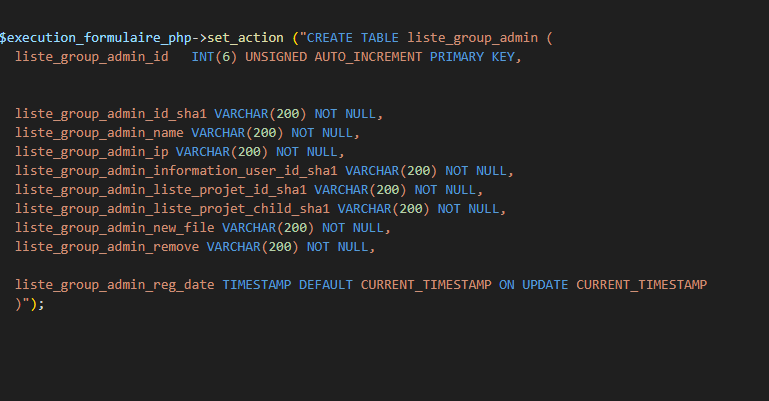 $execution_formulaire_php->set_action ("CREATE TABLE liste_group_admin (
liste_group_admin_id   INT(6) UNSIGNED AUTO_INCREMENT PRIMARY KEY,
liste_group_admin_id_sha1 VARCHAR(200) NOT NULL,
liste_group_admin_name VARCHAR(200) NOT NULL,
liste_group_admin_ip VARCHAR(200) NOT NULL,
liste_group_admin_information_user_id_sha1 VARCHAR(200) NOT NULL,
liste_group_admin_liste_projet_id_sha1 VARCHAR(200) NOT NULL,
liste_group_admin_liste_projet_child_sha1 VARCHAR(200) NOT NULL,
liste_group_admin_new_file VARCHAR(200) NOT NULL,
liste_group_admin_remove VARCHAR(200) NOT NULL,
liste_group_admin_reg_date TIMESTAMP DEFAULT CURRENT_TIMESTAMP ON UPDATE CURRENT_TIMESTAMP
)");